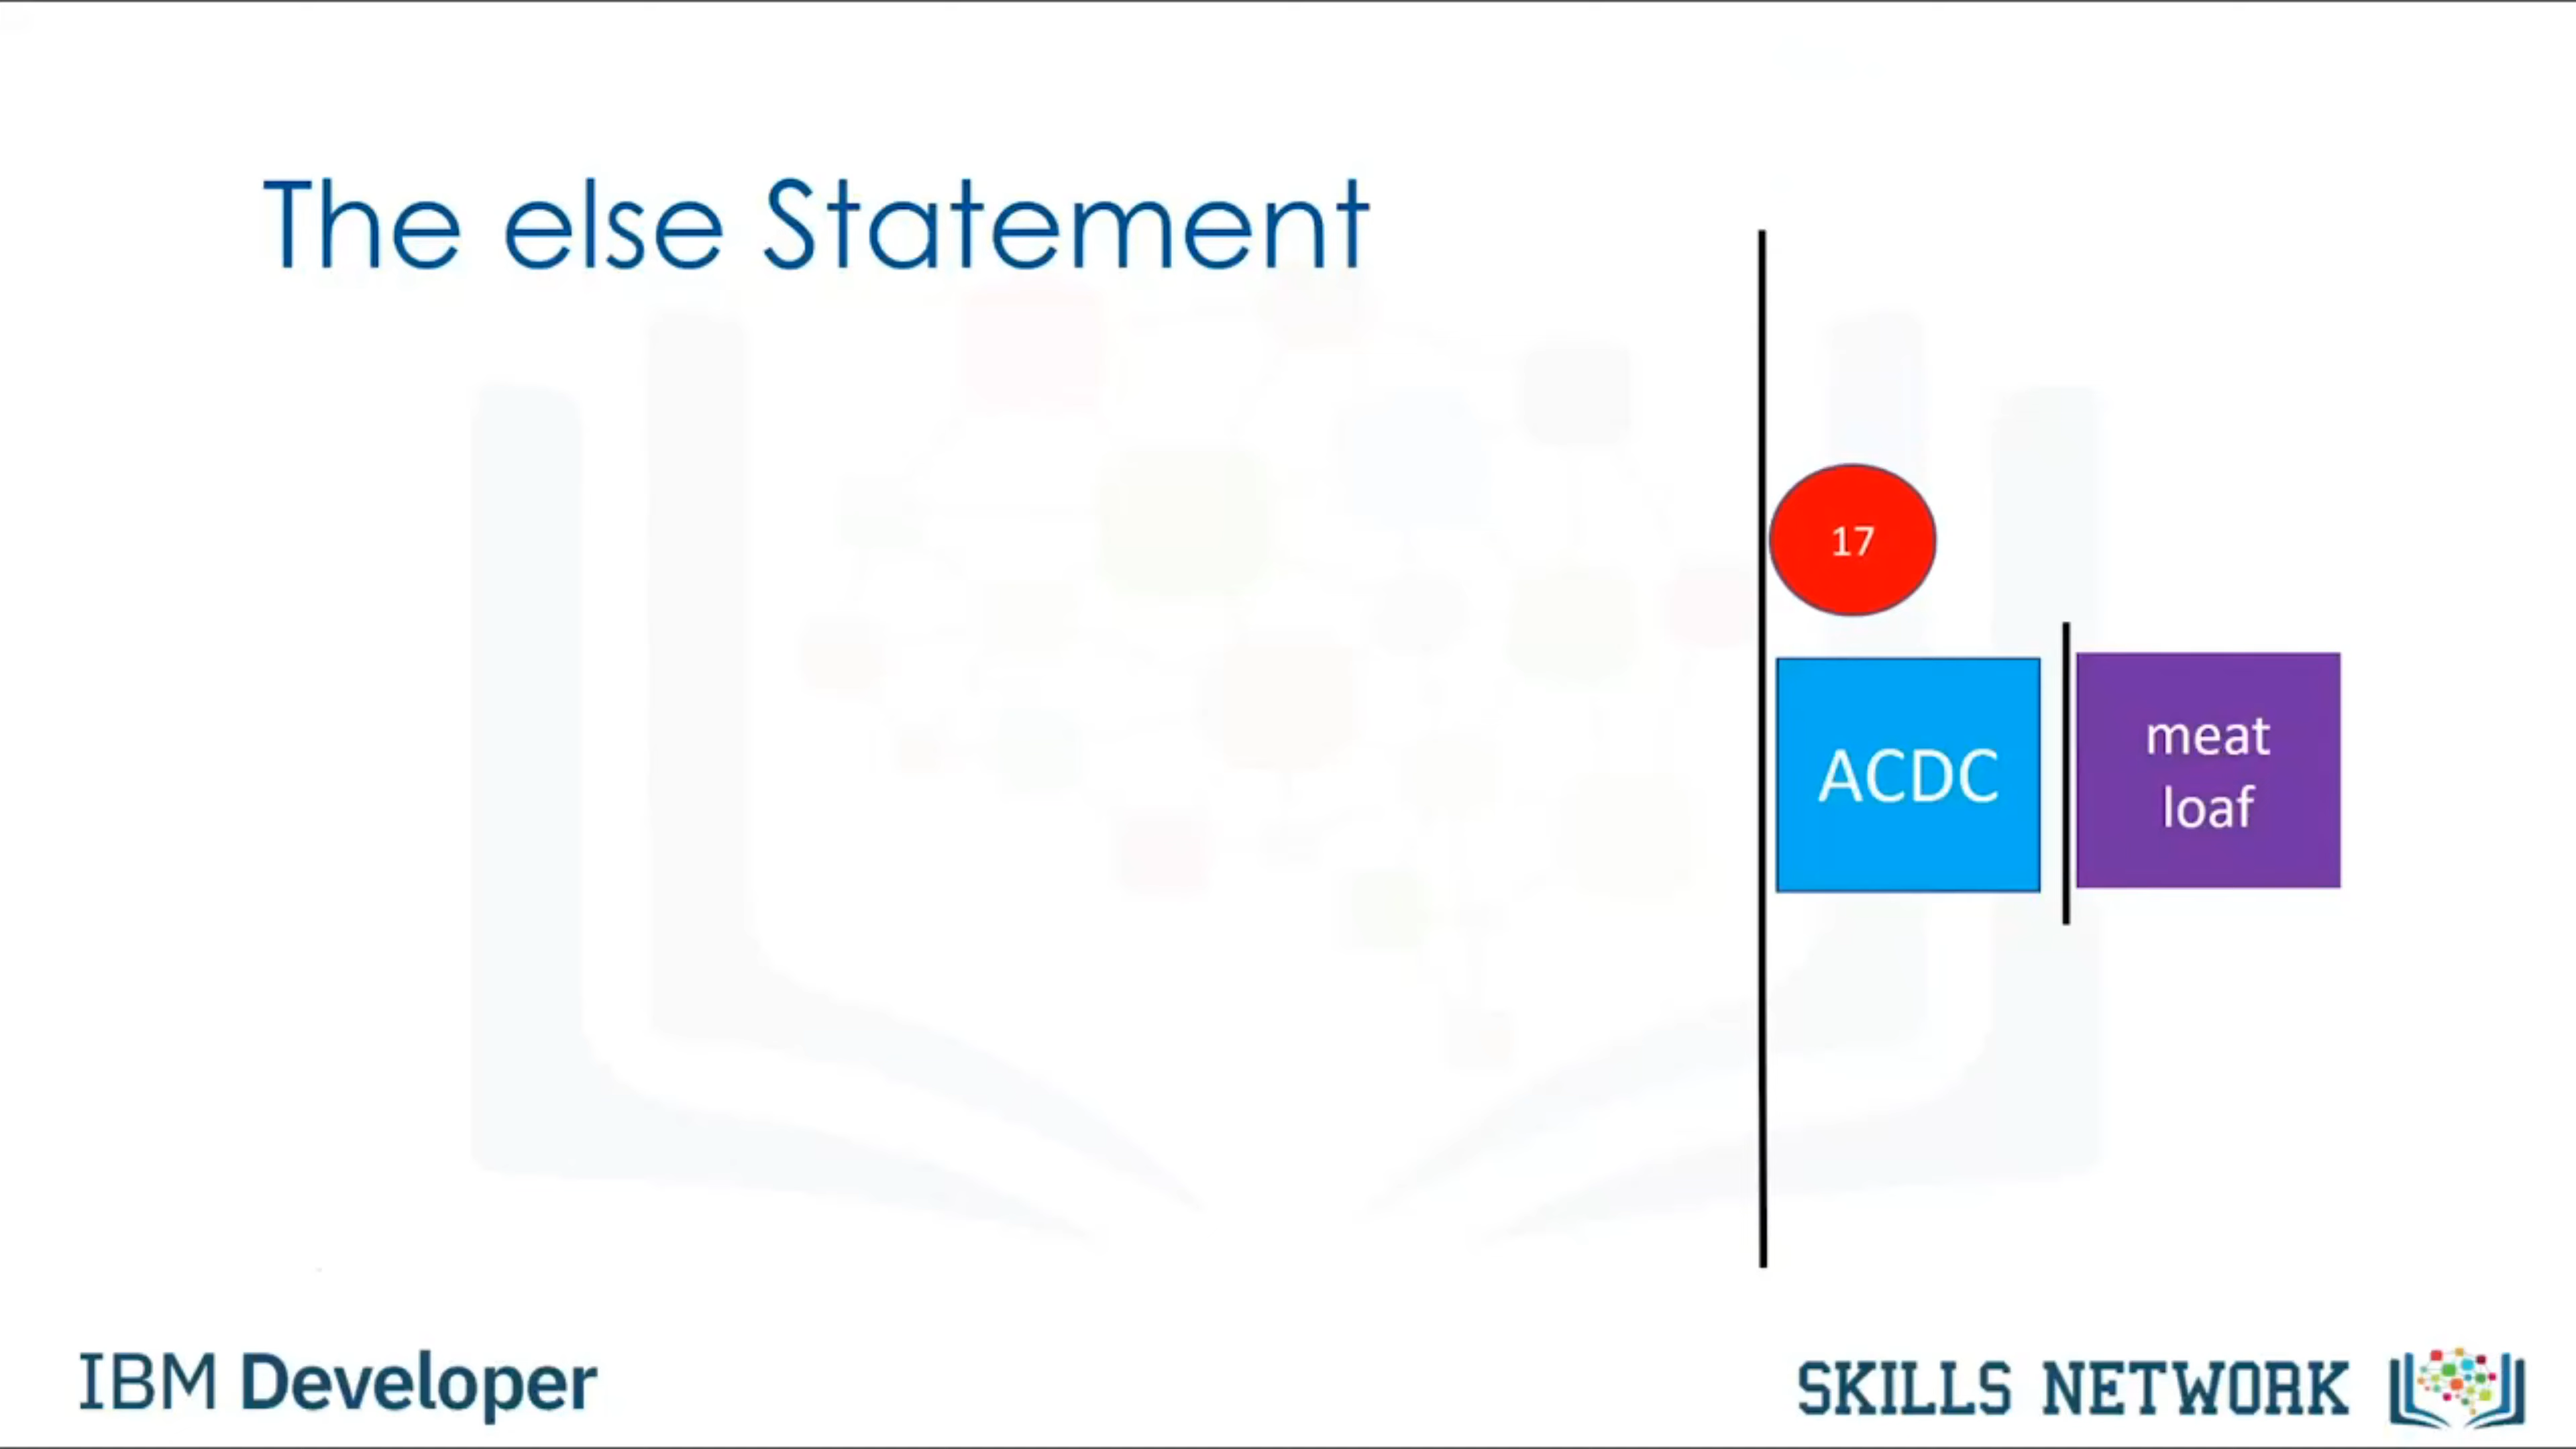 The else Statement
17
ACDC
meat
loaf
IBM Developer
SKILLS NETWORK